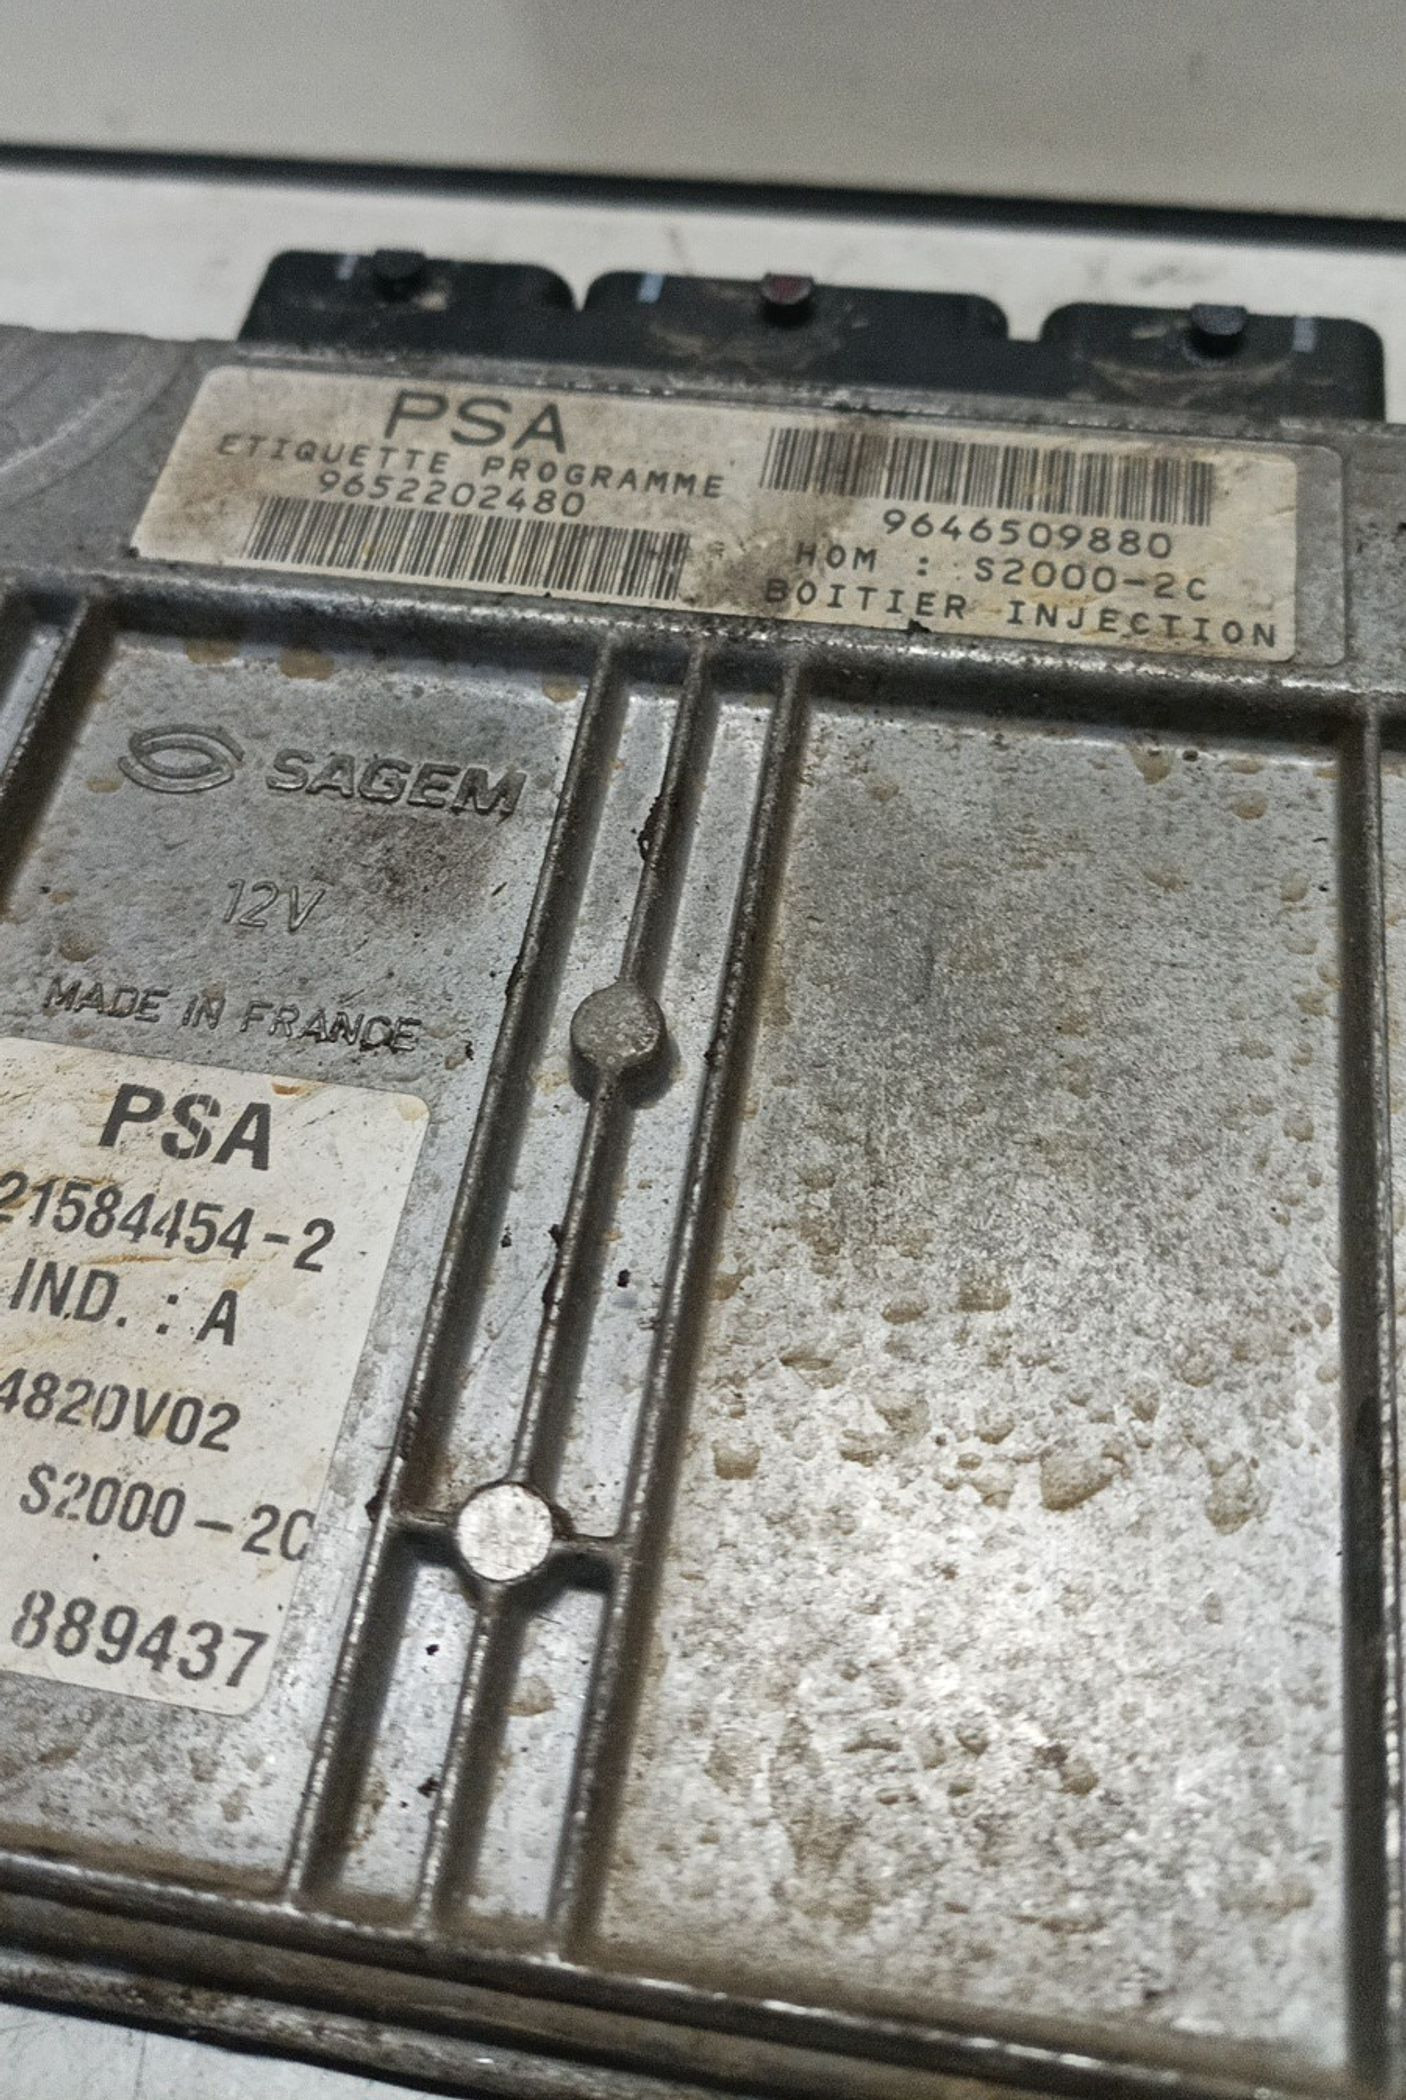 PSA
ETIQUETTE PROGRAMME
9652202480
9646509880
HOM : S2000-2C
BOITIER INJECTION
SAGEM
12V
MADE IN FRANCE
PSA
21584454-2
IND. : A
4820V02
S2000-2C
889437